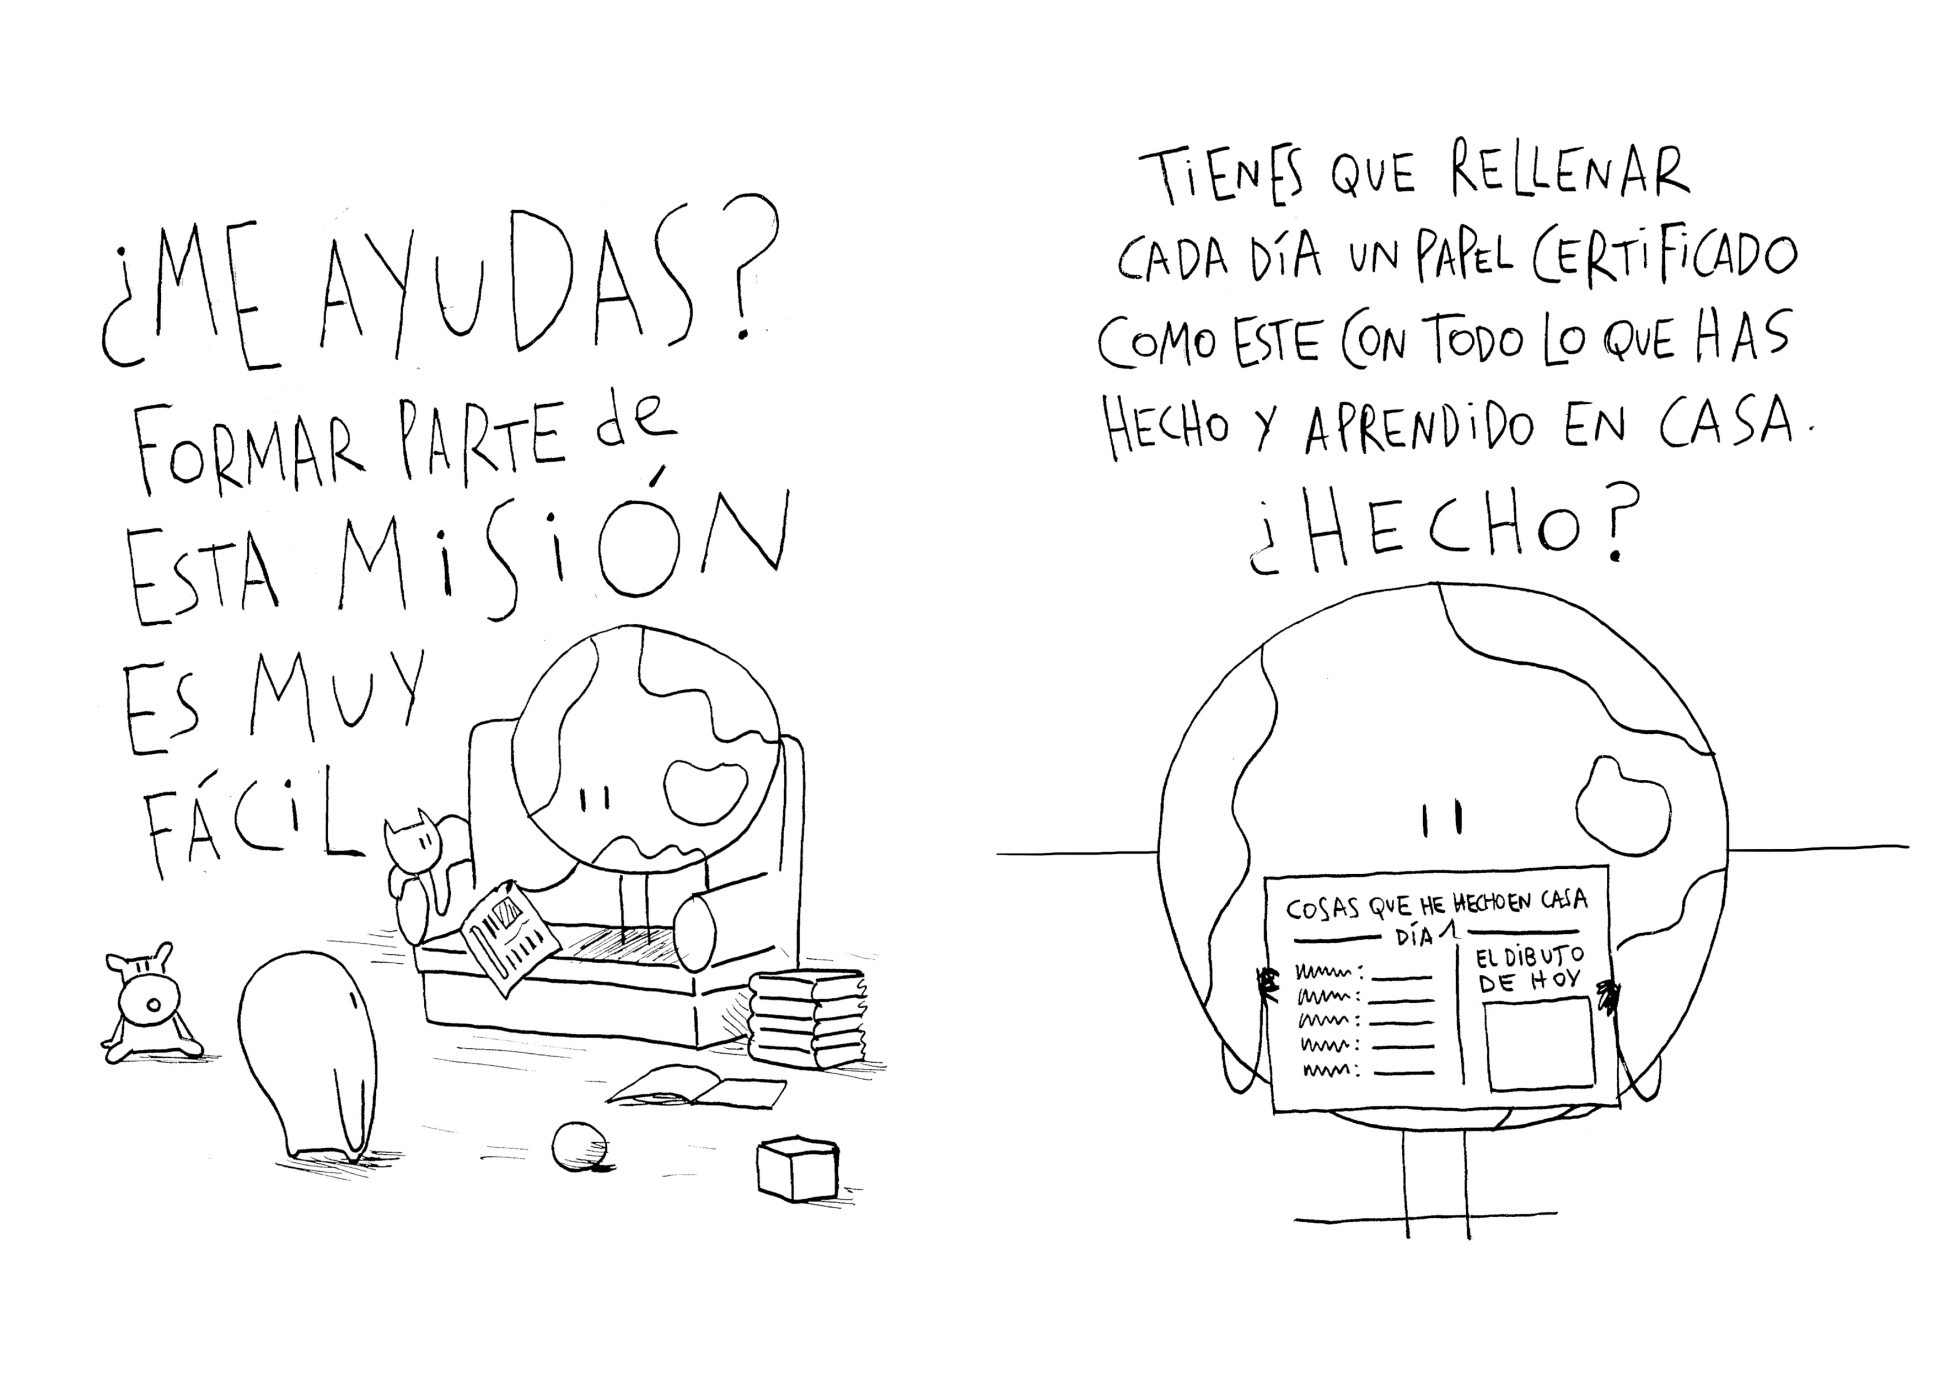 ¿ME AYUDAS?
FORMAR PARTE de
ESTA MiSiÓN
ES MUY
FÁCiL
TiENES QUE RELLENAR
CADA DÍA UN PAPEL CERTiFiCADO
COMO ESTE CON TODO LO QUE HAS
HECHO Y APRENDiDO EN CASA.
¿HECHO?
COSAS QUE HE HECHO EN CASA
DÍA 1
EL DiBUTO
DE HOY